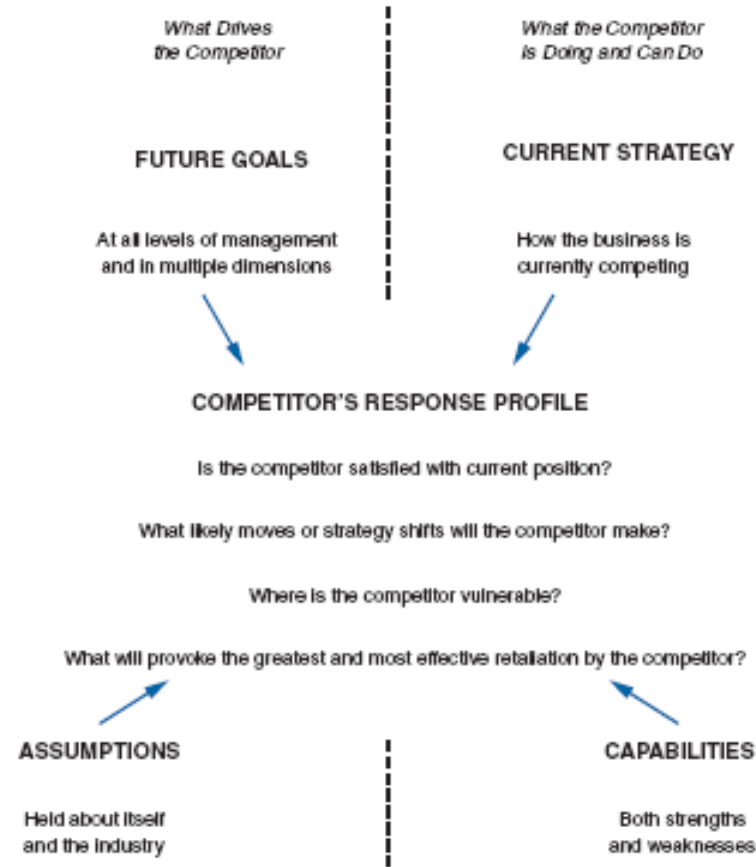 What Drives
the Competitor
What the Competitor
Is Doing and Can Do
FUTURE GOALS
CURRENT STRATEGY
At all levels of management
and in multiple dimensions
How the business is
currently competing
COMPETITOR'S RESPONSE PROFILE
Is the competitor satisfied with current position?
What likely moves or strategy shifts will the competitor make?
Where is the competitor vulnerable?
What will provoke the greatest and most effective retaliation by the competitor?
ASSUMPTIONS
CAPABILITIES
Held about itself
and the industry
Both strengths
and weaknesses